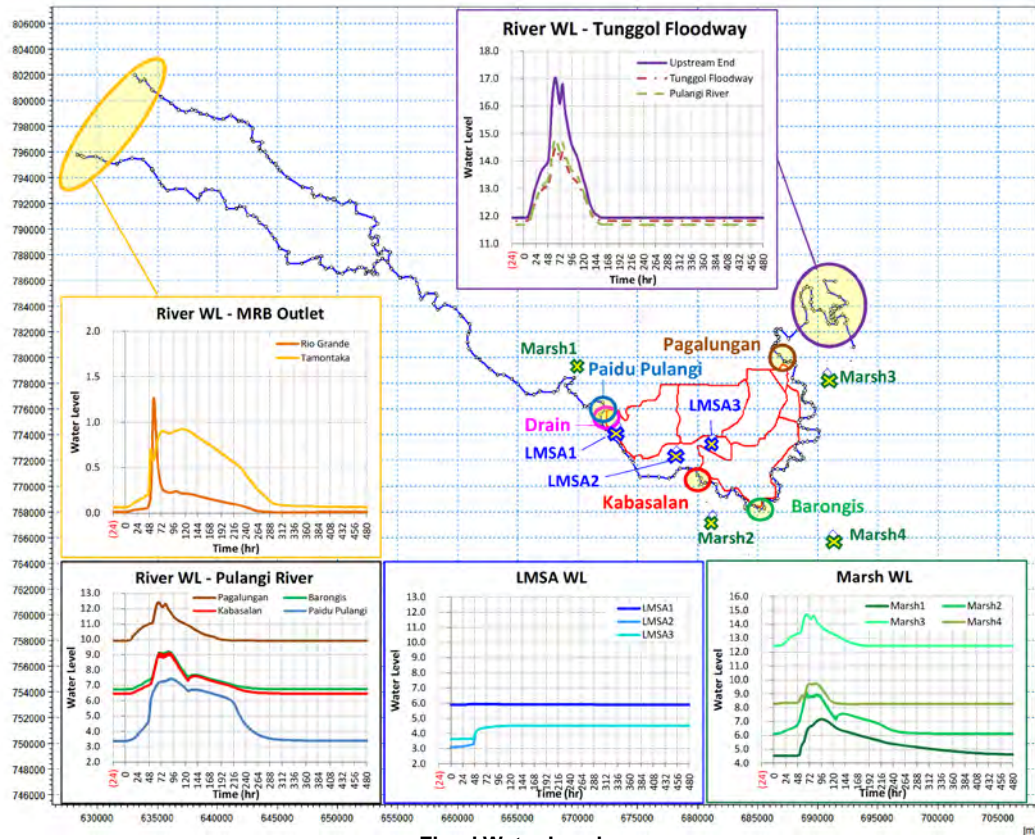 806000
804000
802000
800000
798000
796000
794000
792000
790000
788000
786000
784000
782000
780000
778000
776000
774000
772000
770000
768000
766000
764000
762000
760000
758000
756000
754000
752000
750000
748000
746000
630000 635000 640000 645000 650000 655000 660000 665000 670000 675000 680000 685000 690000 695000 700000 705000
River WL - Tunggol Floodway
Upstream End
Tunggol Floodway
Pulangi River
Water Level
18.0
17.0
16.0
15.0
14.0
13.0
12.0
11.0
(24) 0 24 48 72 96 120 144 168 192 216 240 264 288 312 336 360 384 408 432 456 480
Time (hr)
River WL - MRB Outlet
Rio Grande
Tamontaka
Water Level
2.0
1.5
1.0
0.5
0.0
(24) 0 24 48 72 96 120 144 168 192 216 240 264 288 312 336 360 384 408 432 456 480
Time (hr)
Marsh1
Paidu Pulangi
Drain
LMSA1
LMSA2
LMSA3
Pagalungan
Marsh3
Kabasalan
Barongis
Marsh2
Marsh4
River WL - Pulangi River
Pagalungan Barongis
Kabasalan Paidu Pulangi
Water Level
13.0
12.0
11.0
10.0
9.0
8.0
7.0
6.0
5.0
4.0
3.0
2.0
(24) 0 24 48 72 96 120 144 168 192 216 240 264 288 312 336 360 384 408 432 456 480
Time (hr)
LMSA WL
LMSA1
LMSA2
LMSA3
Water Level
13.0
12.0
11.0
10.0
9.0
8.0
7.0
6.0
5.0
4.0
3.0
2.0
(24) 0 24 48 72 96 120 144 168 192 216 240 264 288 312 336 360 384 408 432 456 480
Time (hr)
Marsh WL
Marsh1 Marsh2
Marsh3 Marsh4
Water Level
16.0
15.0
14.0
13.0
12.0
11.0
10.0
9.0
8.0
7.0
6.0
5.0
4.0
(24) 0 24 48 72 96 120 144 168 192 216 240 264 288 312 336 360 384 408 432 456 480
Time (hr)